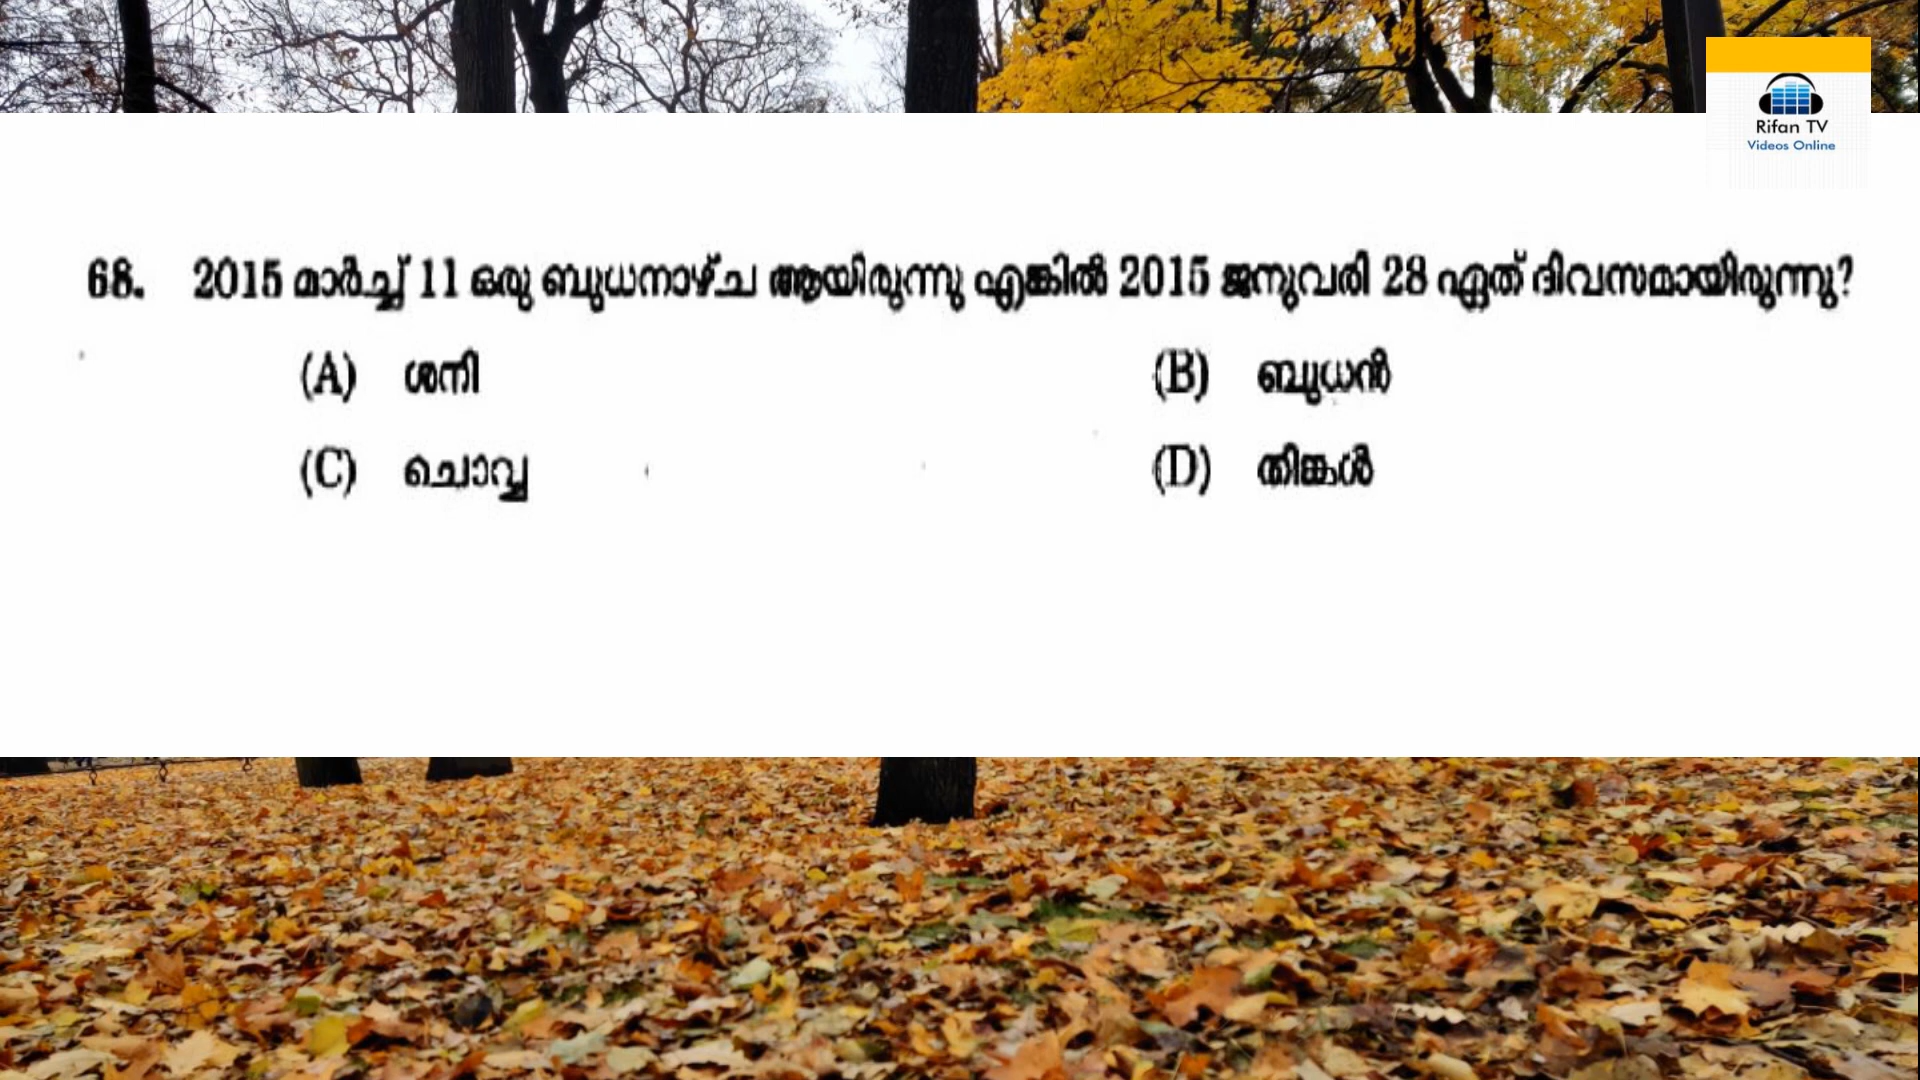 Rifan TV
Videos Online
68. 2015 മാർച്ച് 11 ഒരു ബുധനാഴ്ച ആയിരുന്നു എങ്കിൽ 2015 ജനുവരി 28 ഏത് ദിവസമായിരുന്നു?
(A) ശനി (B) ബുധൻ
(C) ചൊവ്വ (D) തിങ്കൾ